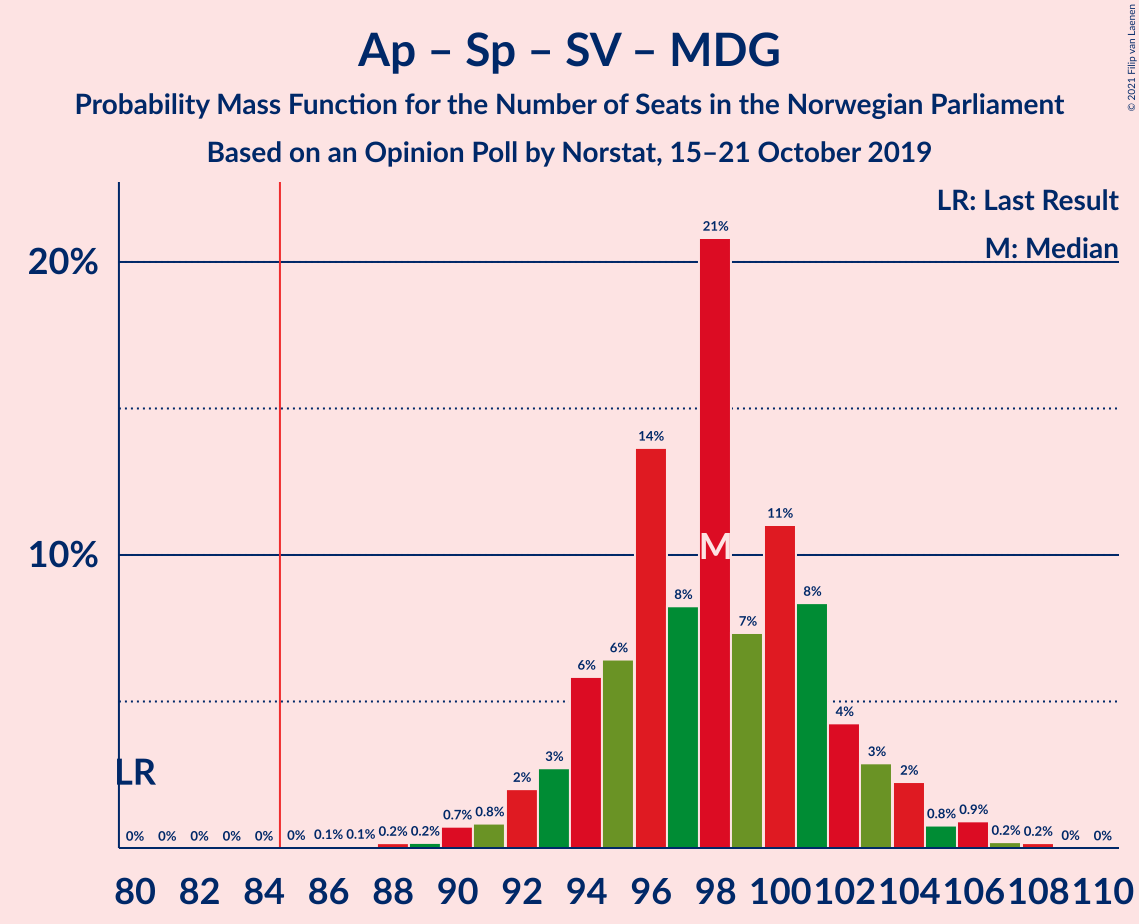 Ap – Sp – SV – MDG
Probability Mass Function for the Number of Seats in the Norwegian Parliament
Based on an Opinion Poll by Norstat, 15–21 October 2019
© 2021 Filip van Laenen
LR: Last Result
M: Median
20%
10%
LR
M
0% 0% 0% 0% 0% 0% 0.1% 0.1% 0.2% 0.2% 0.7% 0.8% 2% 3% 6% 6% 14% 8% 21% 7% 11% 8% 4% 3% 2% 0.8% 0.9% 0.2% 0.2% 0% 0%
80 82 84 86 88 90 92 94 96 98 100 102 104 106 108 110